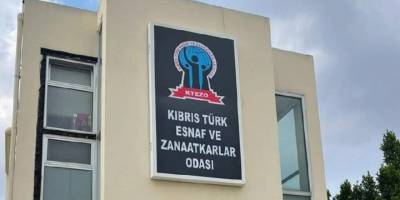 KTEZO
KIBRIS TÜRK
ESNAF VE
ZANAATKARLAR
ODASI